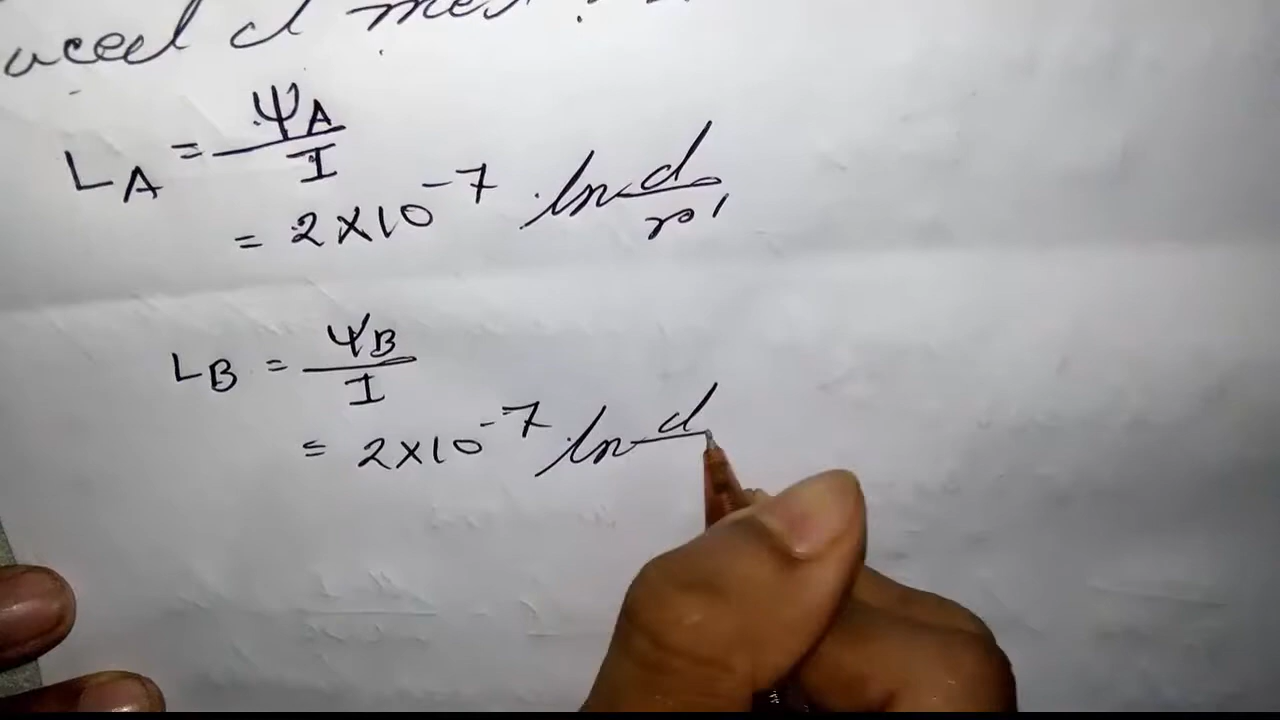 d
L_A = Ψ_A / I
= 2×10^-7 ln d / r'
L_B = Ψ_B / I
= 2×10^-7 ln d